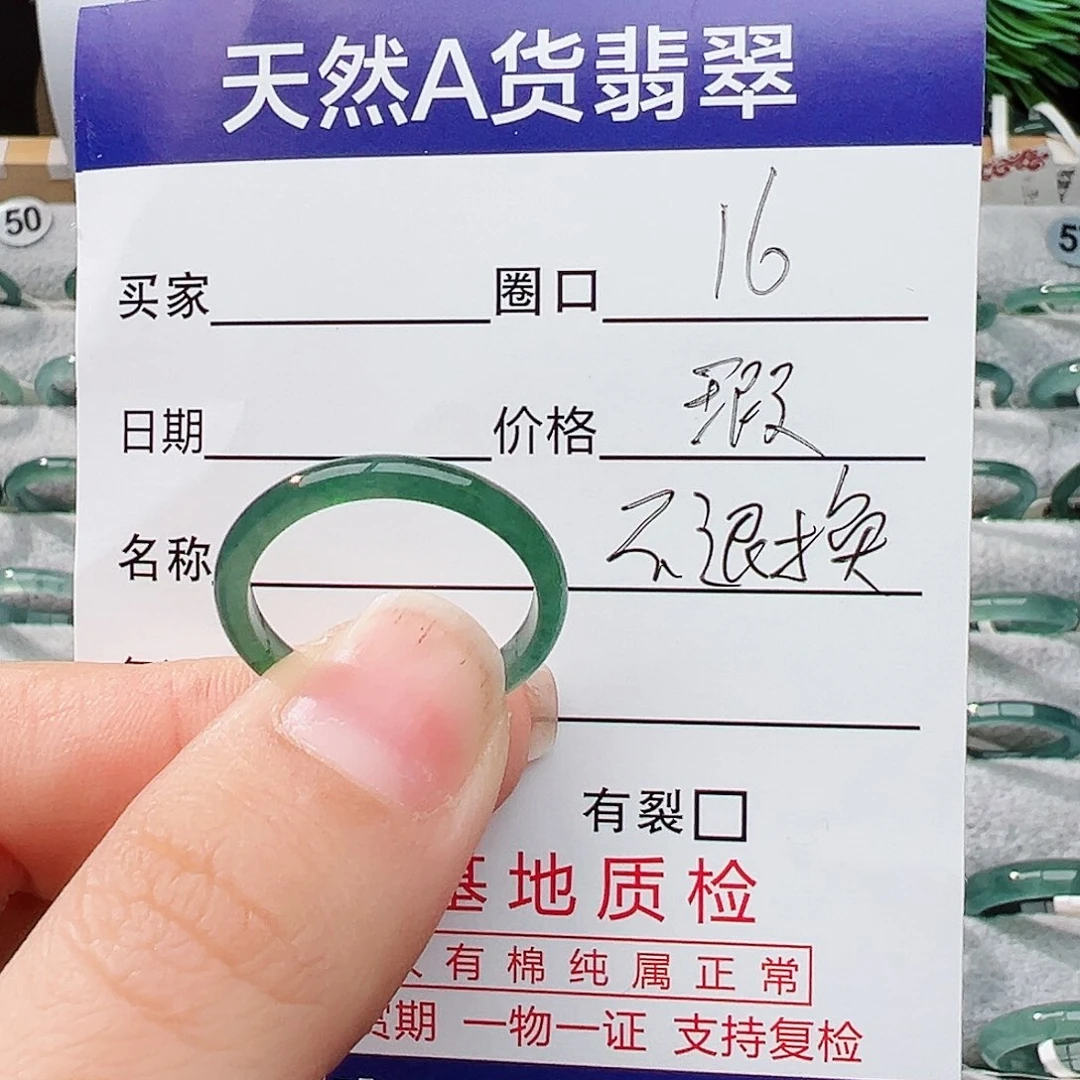 天然A货翡翠
50
买家 圈口 16
日期 价格 瑕
名称 不退换
有裂
基地质检
有棉纯属正常
货期 一物一证 支持复检